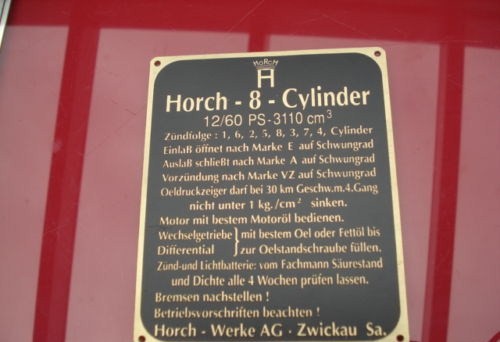 HORCH
Horch - 8 - Cylinder
12/60 PS - 3110 cm³
Zündfolge : 1, 6, 2, 5, 8, 3, 7, 4, Cylinder
Einlaß öffnet nach Marke E auf Schwungrad
Auslaß schließt nach Marke A auf Schwungrad
Vorzündung nach Marke VZ auf Schwungrad
Oeldruckzeiger darf bei 30 km Geschw.m.4.Gang
nicht unter 1 kg./cm² sinken.
Motor mit bestem Motoröl bedienen.
Wechselgetriebe } mit bestem Oel oder Fettöl bis
Differential } zur Oelstandschraube füllen.
Zünd-und Lichtbatterie: vom Fachmann Säurestand
und Dichte alle 4 Wochen prüfen lassen.
Bremsen nachstellen !
Betriebsvorschriften beachten !
Horch - Werke AG · Zwickau Sa.